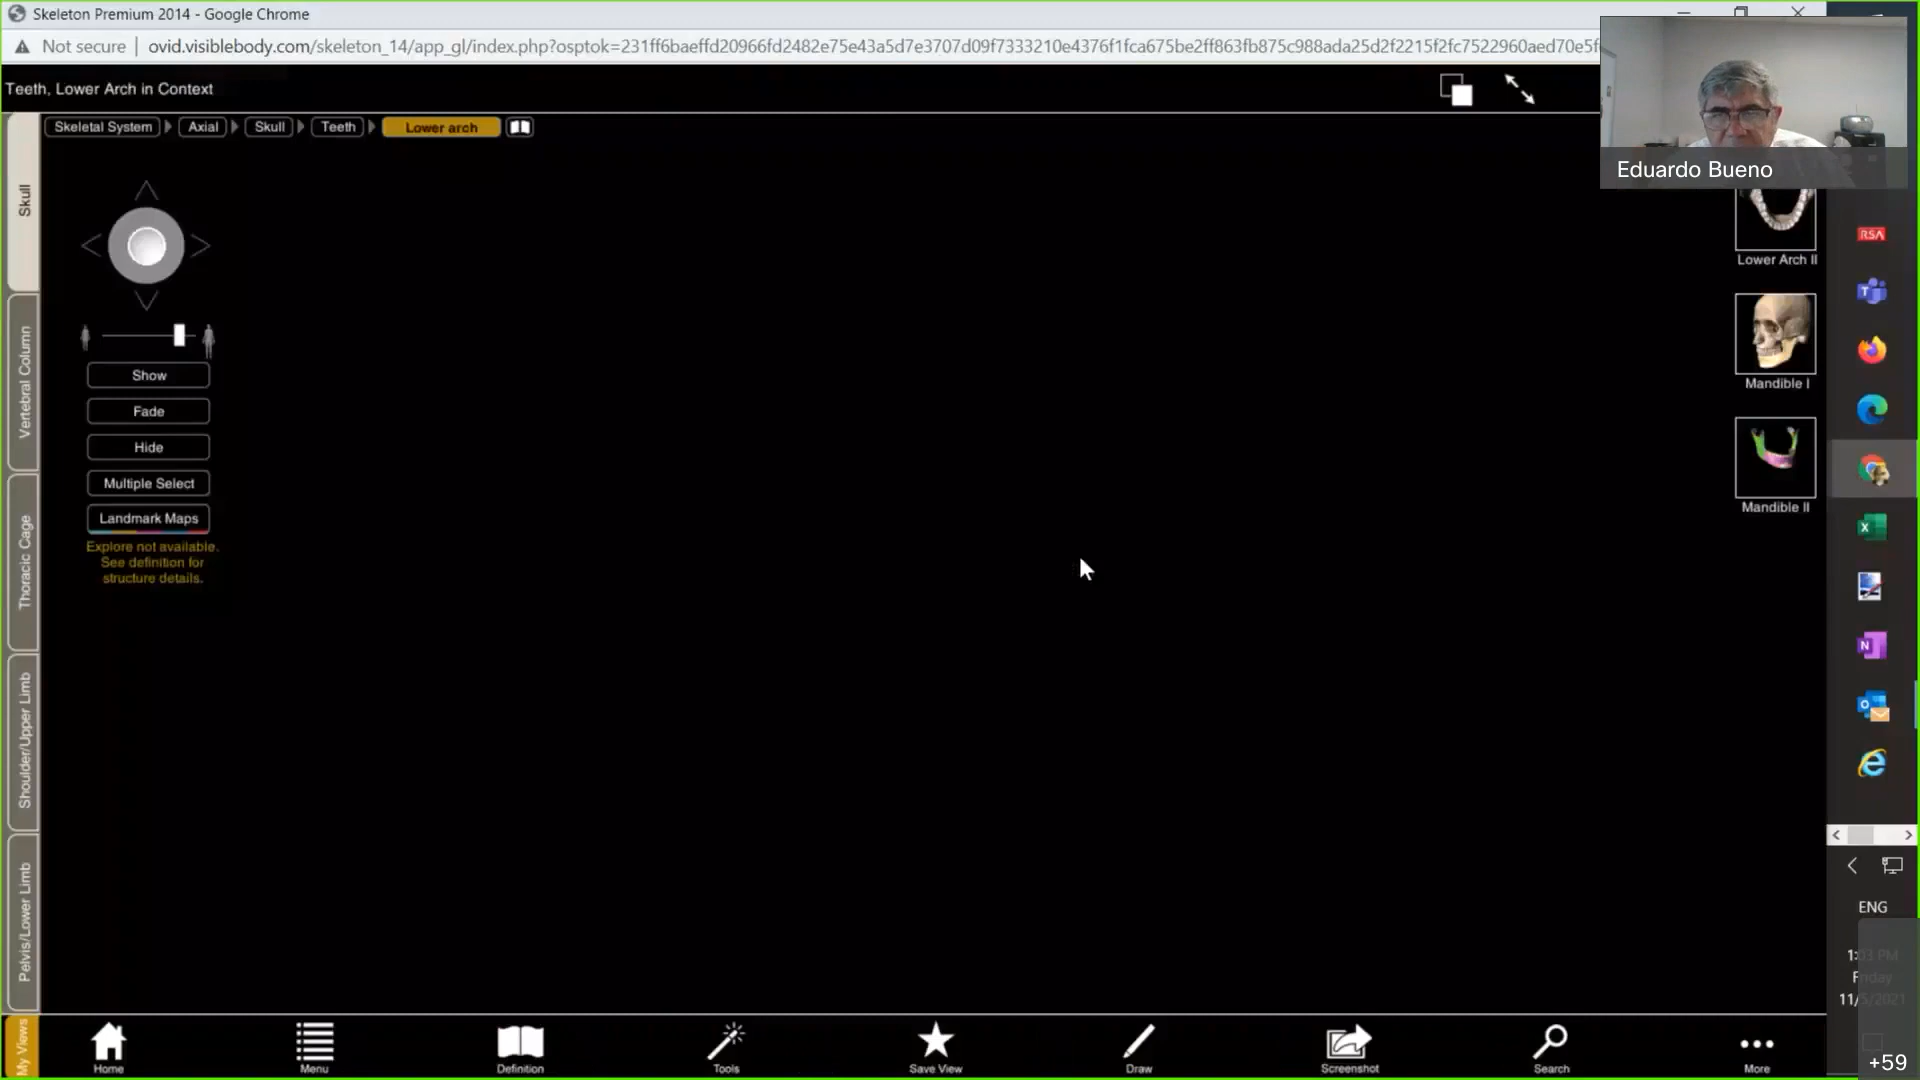 Skeleton Premium 2014 - Google Chrome
Not secure | ovid.visiblebody.com/skeleton_14/app_gl/index.php?osptok=231ff6baeffd20966fd2482e75e43a5d7e3707d09f7333210e4376f1fca675be2ff863fb875c988ada25d2f2215f2fc7522960aed70e5f
Teeth, Lower Arch in Context
Eduardo Bueno
Skeletal System
Axial
Skull
Teeth
Lower arch
Skull
Vertebral Column
Thoracic Cage
Shoulder/Upper Limb
Pelvis/Lower Limb
My Views
Show
Fade
Hide
Multiple Select
Landmark Maps
Explore not available.
See definition for
structure details.
Lower Arch II
Mandible I
Mandible II
RSA
ENG
Home
Menu
Definition
Tools
Save View
Draw
Screenshot
Search
More
+59